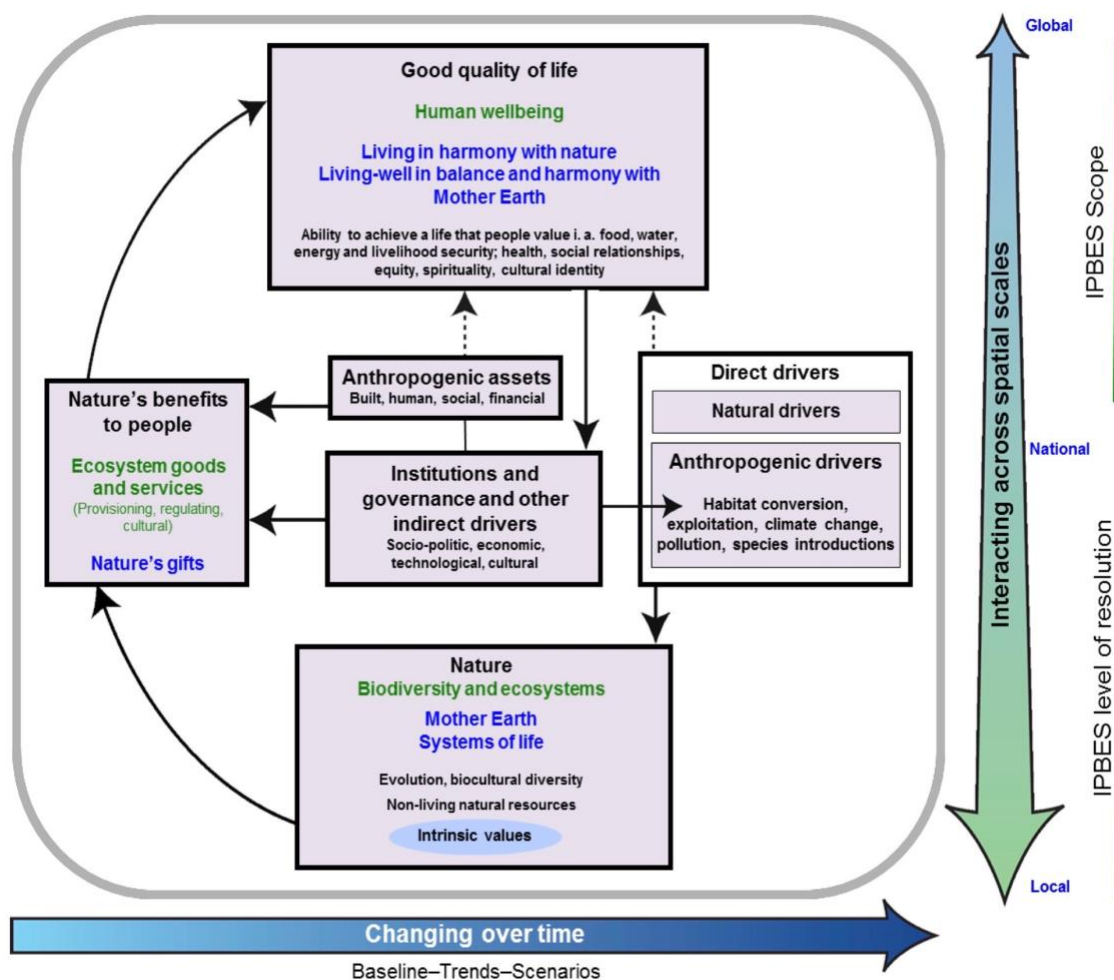 Good quality of life
Human wellbeing
Living in harmony with nature
Living-well in balance and harmony with
Mother Earth
Ability to achieve a life that people value i. a. food, water,
energy and livelihood security; health, social relationships,
equity, spirituality, cultural identity
Anthropogenic assets
Built, human, social, financial
Direct drivers
Natural drivers
Anthropogenic drivers
Habitat conversion,
exploitation, climate change,
pollution, species introductions
Nature's benefits
to people
Ecosystem goods
and services
(Provisioning, regulating,
cultural)
Nature's gifts
Institutions and
governance and other
indirect drivers
Socio-politic, economic,
technological, cultural
Nature
Biodiversity and ecosystems
Mother Earth
Systems of life
Evolution, biocultural diversity
Non-living natural resources
Intrinsic values
Global
National
Local
Interacting across spatial scales
IPBES Scope
IPBES level of resolution
Changing over time
Baseline–Trends–Scenarios